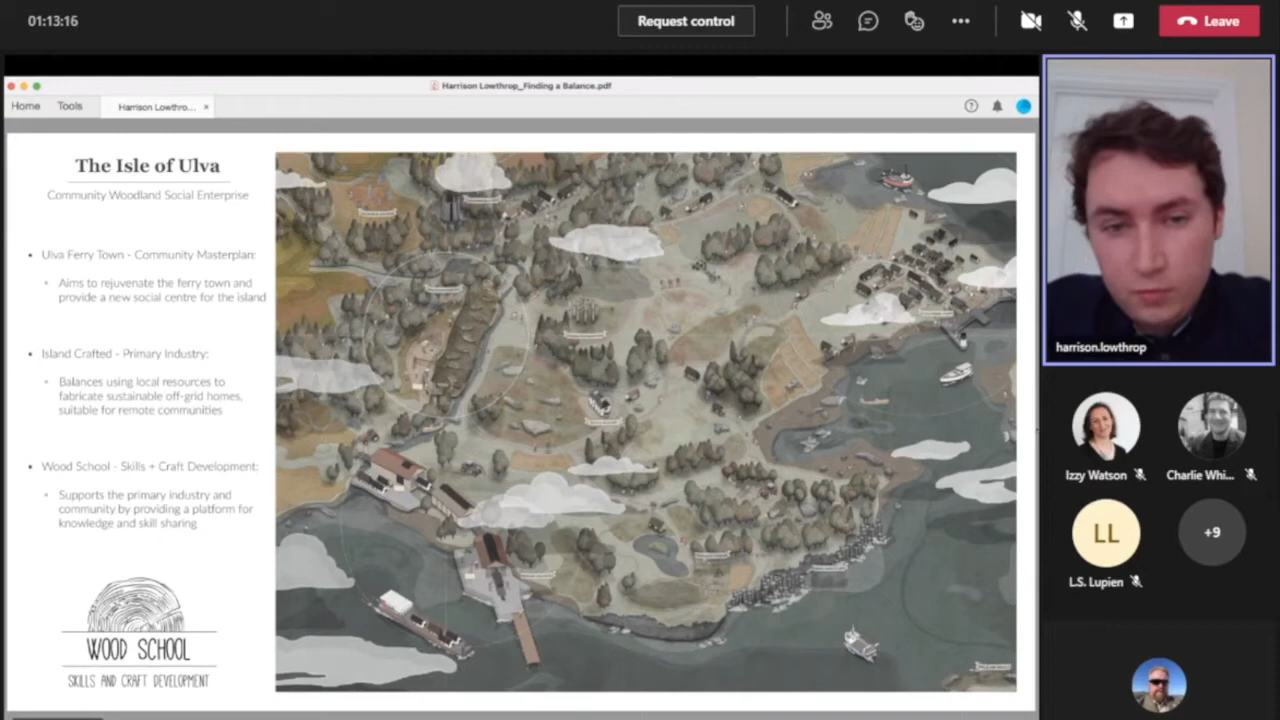 01:13:16
Request control
Leave
Harrison Lowthrop_Finding a Balance.pdf
Home
Tools
Harrison Lowthro...
The Isle of Ulva
Community Woodland Social Enterprise
Ulva Ferry Town - Community Masterplan:
Aims to rejuvenate the ferry town and
provide a new social centre for the island
Island Crafted - Primary Industry:
Balances using local resources to
fabricate sustainable off-grid homes,
suitable for remote communities
Wood School - Skills + Craft Development:
Supports the primary industry and
community by providing a platform for
knowledge and skill sharing
WOOD SCHOOL
SKILLS AND CRAFT DEVELOPMENT
harrison.lowthrop
Izzy Watson
Charlie Whi...
LL
+9
L.S. Lupien